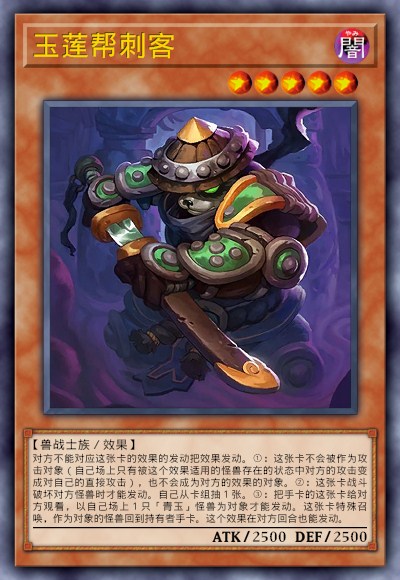 玉莲帮刺客
やみ
闇
【兽战士族／效果】
对方不能对应这张卡的效果的发动把效果发动。①：这张卡不会被作为攻
击对象（自己场上只有被这个效果适用的怪兽存在的状态中对方的攻击变
成对自己的直接攻击），也不会成为对方的效果的对象。②：这张卡战斗
破坏对方怪兽时才能发动。自己从卡组抽1张。③：把手卡的这张卡给对
方观看，以自己场上1只「青玉」怪兽为对象才能发动。这张卡特殊召
唤，作为对象的怪兽回到持有者手卡。这个效果在对方回合也能发动。
ATK/2500 DEF/2500